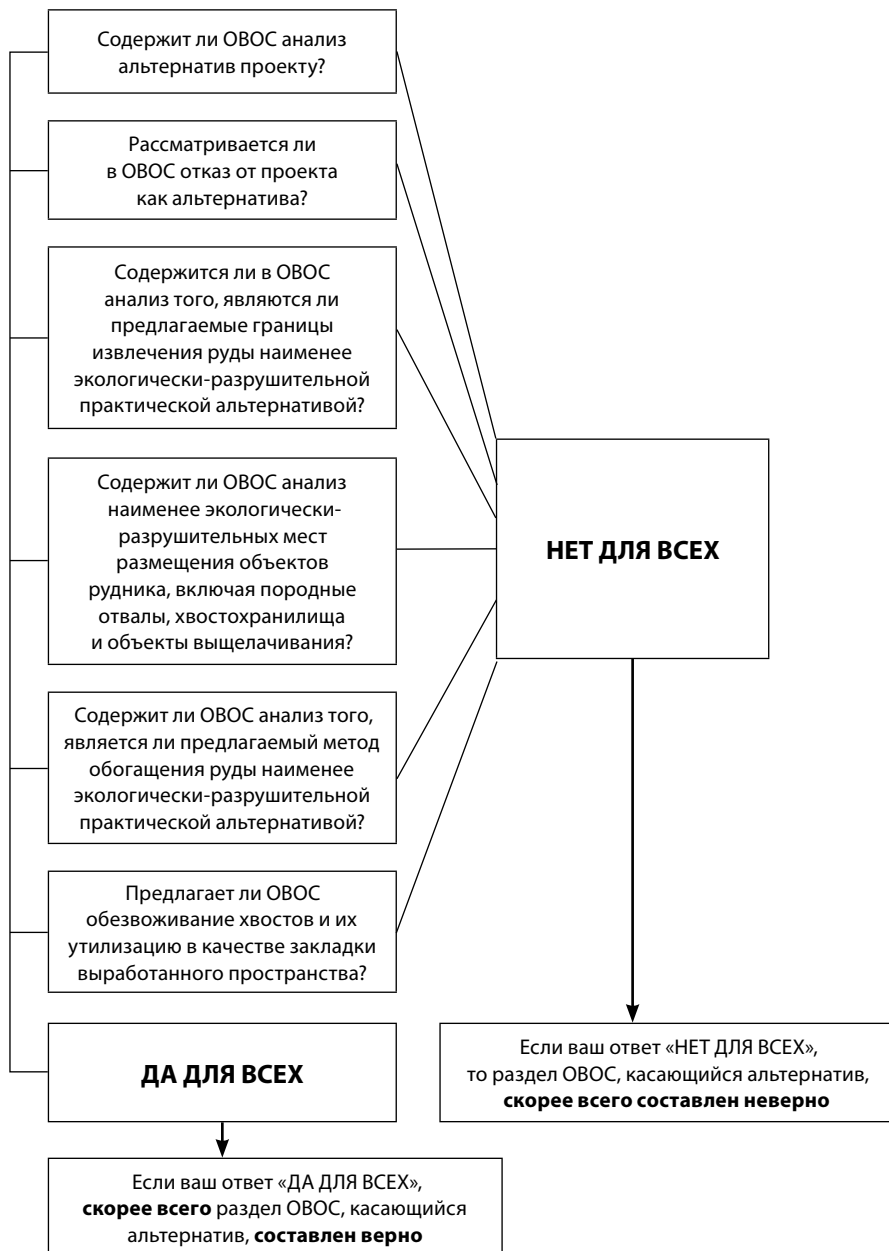 Содержит ли ОВОС анализ
альтернатив проекту?
Рассматривается ли
в ОВОС отказ от проекта
как альтернатива?
Содержится ли в ОВОС
анализ того, являются ли
предлагаемые границы
извлечения руды наименее
экологически-разрушительной
практической альтернативой?
Содержит ли ОВОС анализ
наименее экологически-
разрушительных мест
размещения объектов
рудника, включая породные
отвалы, хвостохранилища
и объекты выщелачивания?
НЕТ ДЛЯ ВСЕХ
Содержит ли ОВОС анализ того,
является ли предлагаемый метод
обогащения руды наименее
экологически-разрушительной
практической альтернативой?
Предлагает ли ОВОС
обезвоживание хвостов и их
утилизацию в качестве закладки
выработанного пространства?
ДА ДЛЯ ВСЕХ
Если ваш ответ «НЕТ ДЛЯ ВСЕХ»,
то раздел ОВОС, касающийся альтернатив,
скорее всего составлен неверно
Если ваш ответ «ДА ДЛЯ ВСЕХ»,
скорее всего раздел ОВОС, касающийся
альтернатив, составлен верно